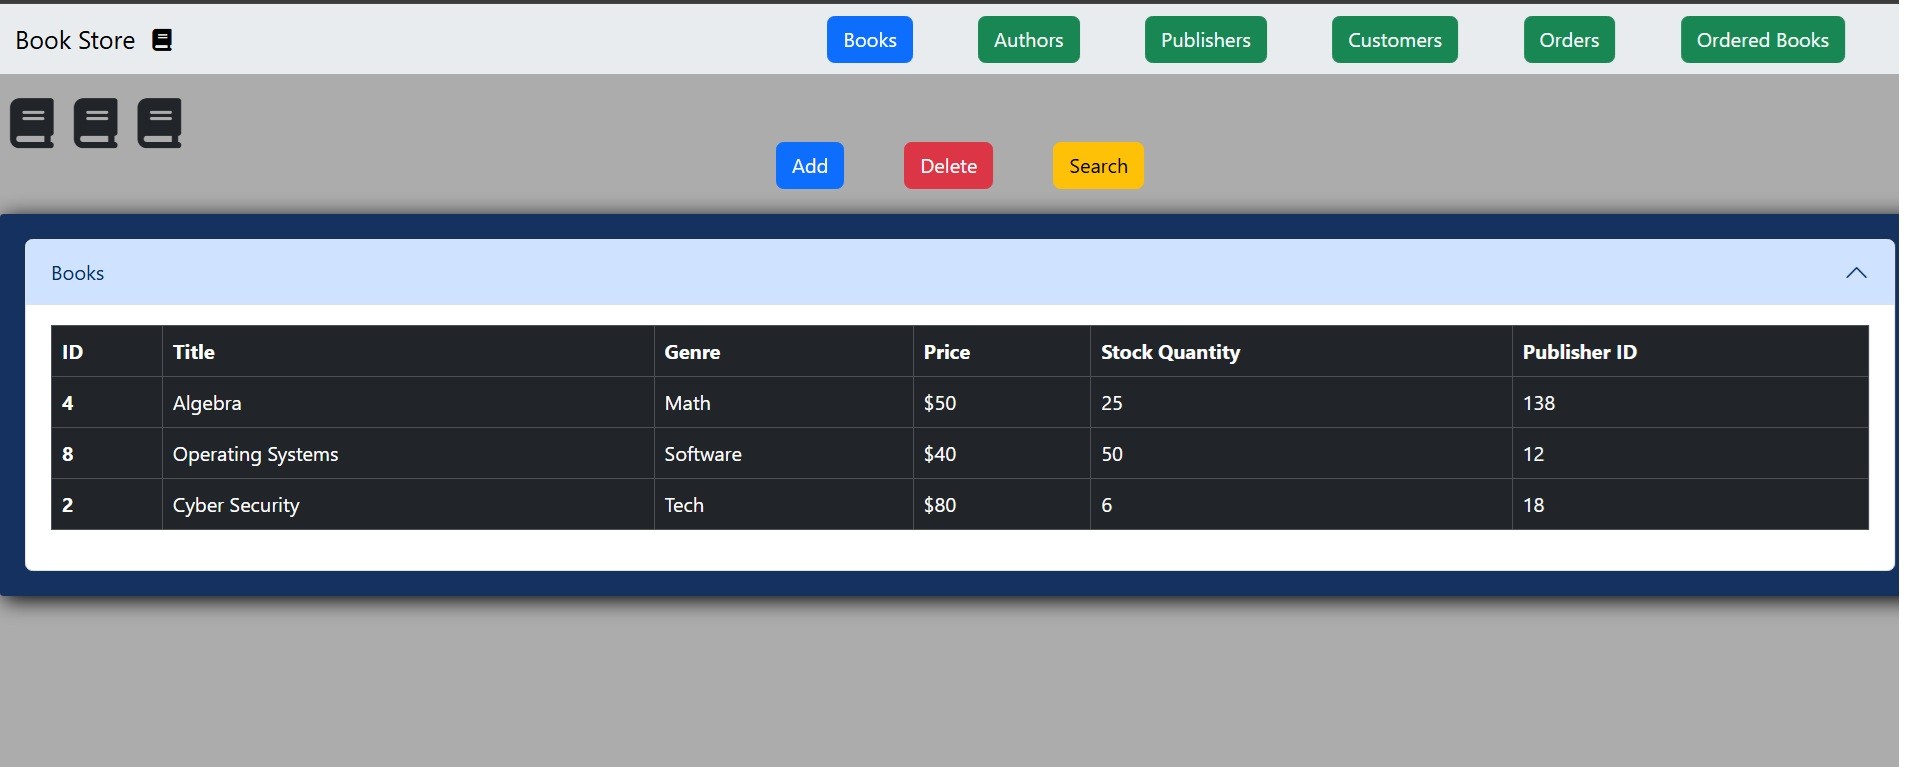 Book Store Books Authors Publishers Customers Orders Ordered Books
Add Delete Search
Books
ID Title Genre Price Stock Quantity Publisher ID
4 Algebra Math $50 25 138
8 Operating Systems Software $40 50 12
2 Cyber Security Tech $80 6 18